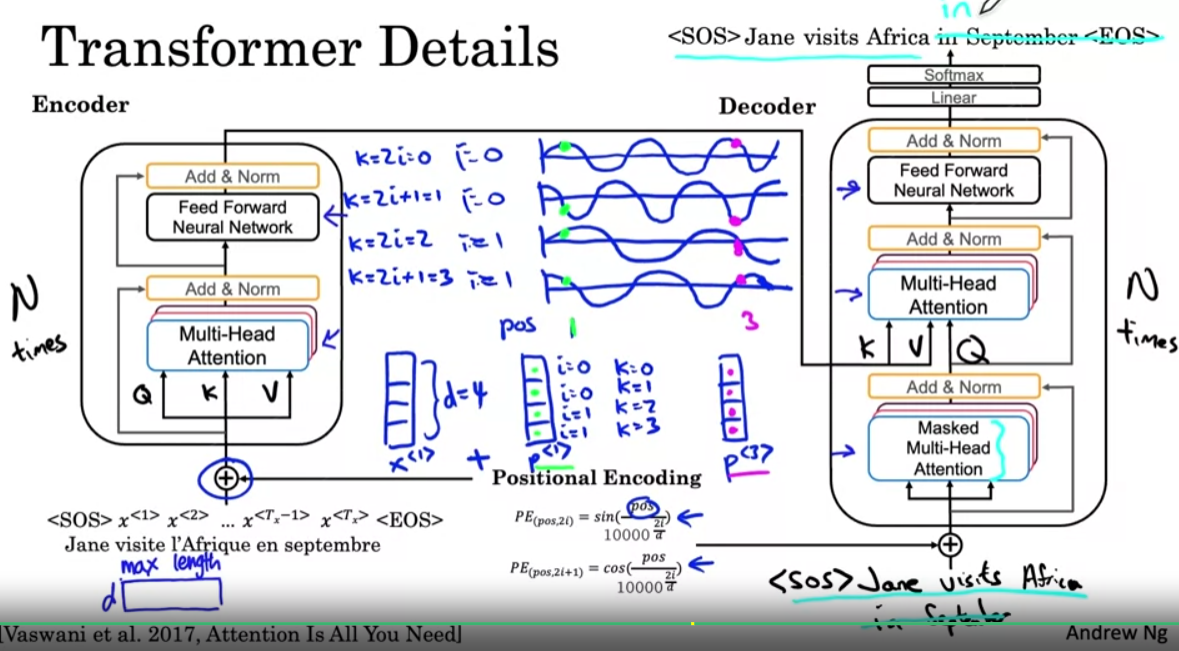 Transformer Details
in
<SOS> Jane visits Africa in September <EOS>
Softmax
Linear
Encoder
Decoder
Add & Norm
Feed Forward
Neural Network
Add & Norm
Multi-Head
Attention
Q K V
N
times
k=2i=0 i=0
k=2i+1=1 i=0
k=2i=2 i=1
k=2i+1=3 i=1
pos 1 3
d=4
i=0 k=0
i=0 k=1
i=1 k=2
i=1 k=3
x<1> + p<1> p<3>
Add & Norm
Feed Forward
Neural Network
Add & Norm
Multi-Head
Attention
K V Q
N
times
Add & Norm
Masked
Multi-Head
Attention
+
Positional Encoding
PE(pos,2i) = sin(pos / 10000^(2i/d))
PE(pos,2i+1) = cos(pos / 10000^(2i/d))
+
<SOS> x<1> x<2> ... x<Tx−1> x<Tx> <EOS>
Jane visite l'Afrique en septembre
max length
d
<SOS> Jane visits Africa
in September
[Vaswani et al. 2017, Attention Is All You Need]
Andrew Ng